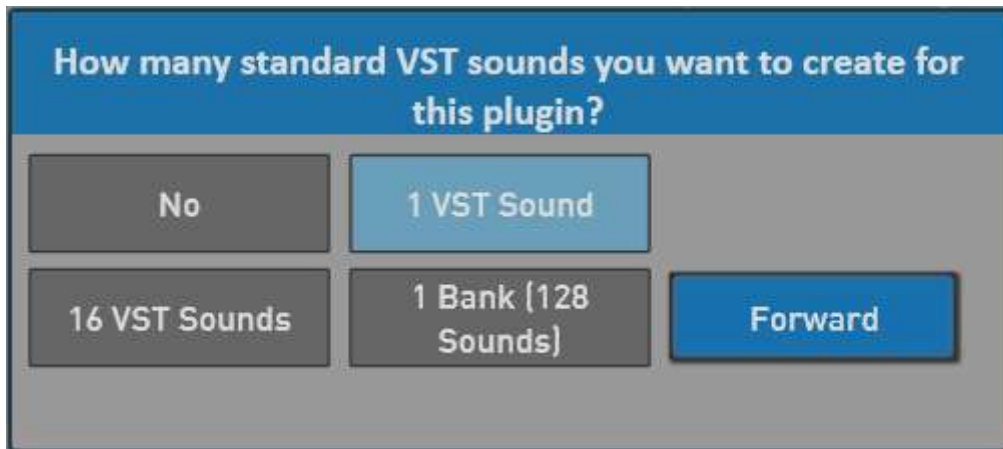 How many standard VST sounds you want to create for
this plugin?
No
1 VST Sound
16 VST Sounds
1 Bank (128
Sounds)
Forward